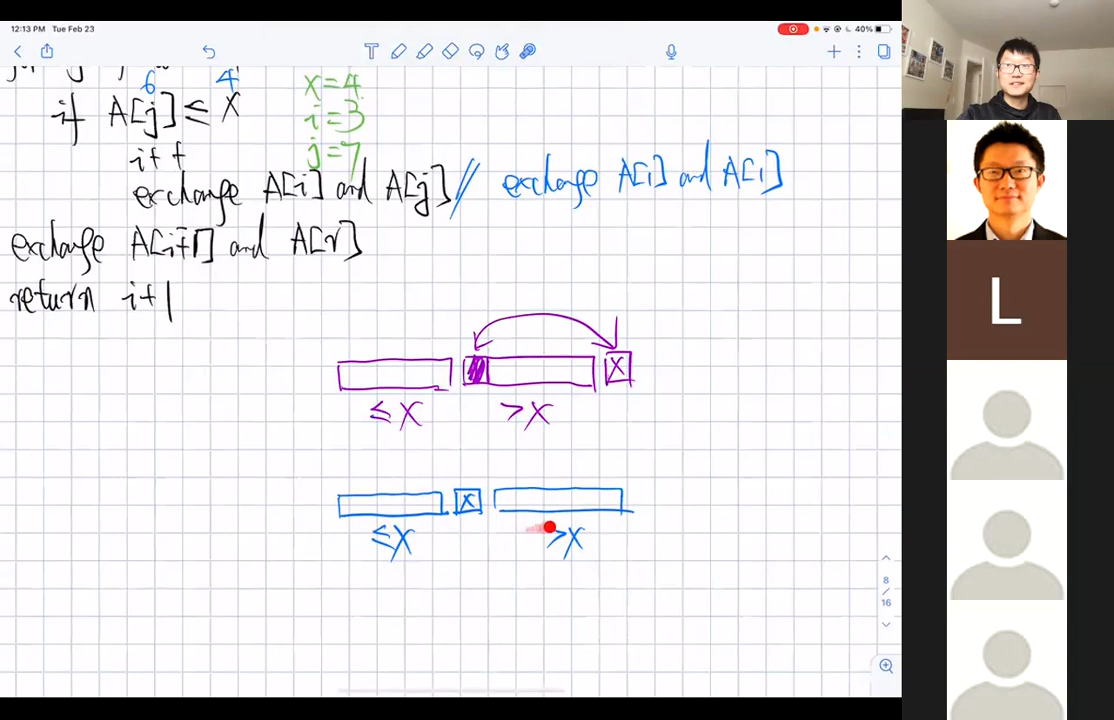 12:13 PM Tue Feb 23
40%
6 4
if A[j] ≤ X
i++
exchange A[i] and A[j] // exchange A[i] and A[i]
exchange A[i+1] and A[r]
return i+1
x=4
i=3
j=7
X
≤X >X
X
≤X >X
8
/
16
L